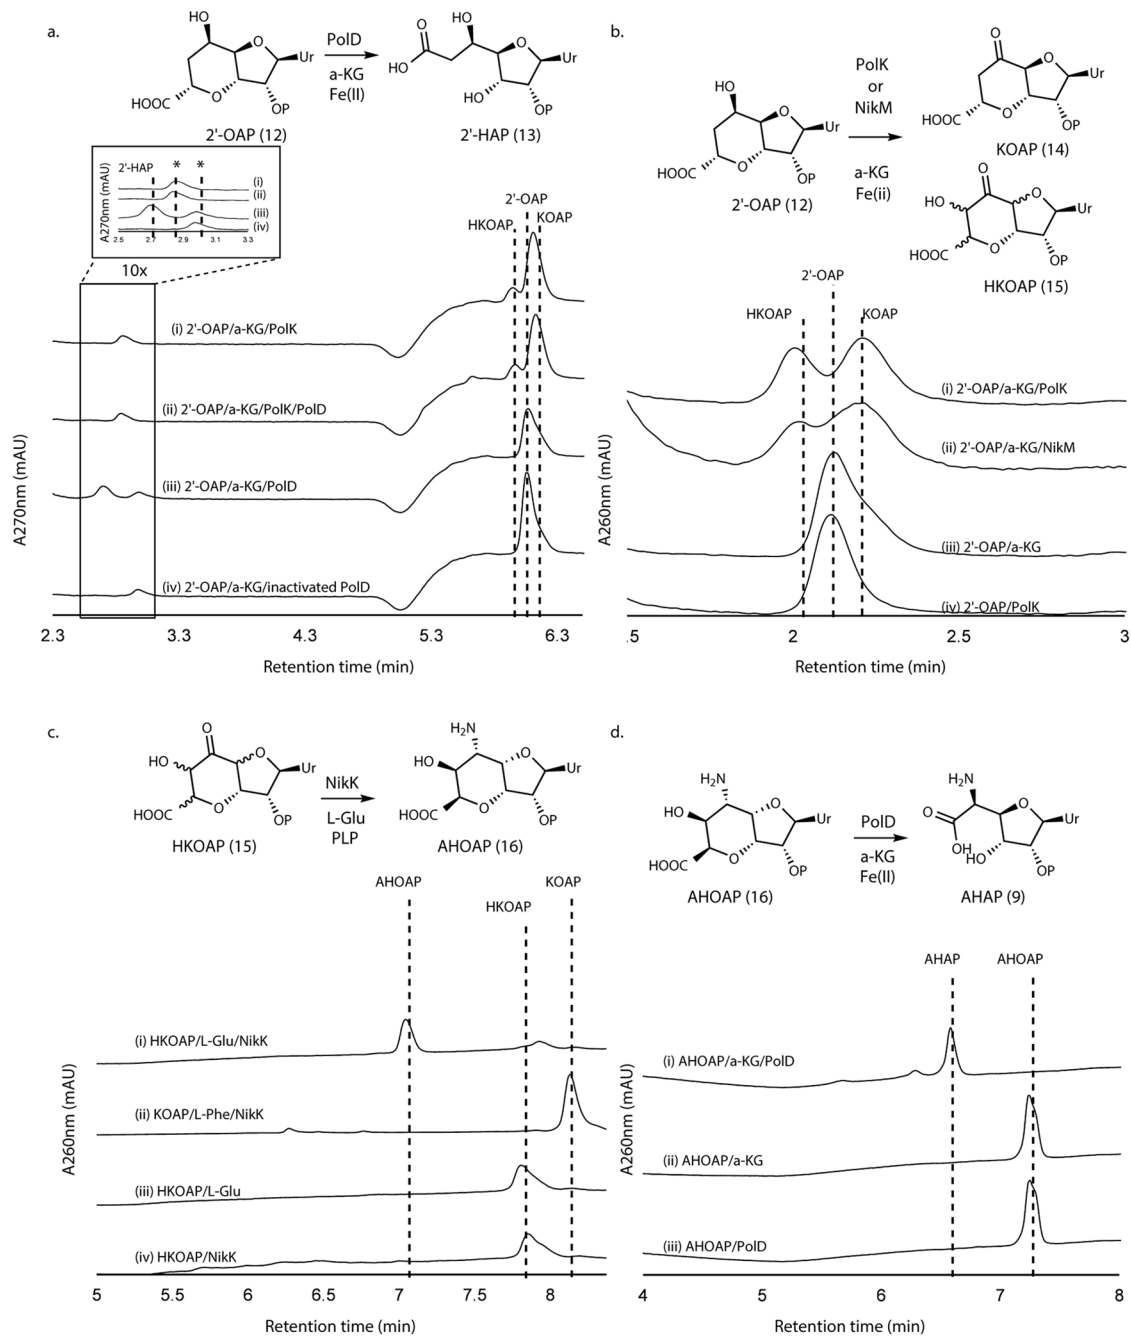 a.
HO
O
Ur
HOOC
O
OP
2'-OAP (12)
PolD
a-KG
Fe(II)
HO
O
HO
O
Ur
HO
OP
2'-HAP (13)
2'-HAP
*
*
A270nm (mAU)
(i)
(ii)
(iii)
(iv)
2.5
2.7
2.9
3.1
3.3
10x
2'-OAP
HKOAP
KOAP
(i) 2'-OAP/a-KG/PolK
(ii) 2'-OAP/a-KG/PolK/PolD
(iii) 2'-OAP/a-KG/PolD
(iv) 2'-OAP/a-KG/inactivated PolD
A270nm (mAU)
2.3
3.3
4.3
5.3
6.3
Retention time (min)
b.
HO
O
Ur
HOOC
O
OP
2'-OAP (12)
PolK
or
NikM
a-KG
Fe(ii)
O
O
Ur
HOOC
O
OP
KOAP (14)
O
HO
O
Ur
HOOC
O
OP
HKOAP (15)
2'-OAP
HKOAP
KOAP
(i) 2'-OAP/a-KG/PolK
(ii) 2'-OAP/a-KG/NikM
(iii) 2'-OAP/a-KG
(iv) 2'-OAP/PolK
A260nm (mAU)
.5
2
2.5
3
Retention time (min)
c.
O
HO
O
Ur
HOOC
O
OP
HKOAP (15)
NikK
L-Glu
PLP
H2N
HO
O
Ur
HOOC
O
OP
AHOAP (16)
AHOAP
HKOAP
KOAP
(i) HKOAP/L-Glu/NikK
(ii) KOAP/L-Phe/NikK
(iii) HKOAP/L-Glu
(iv) HKOAP/NikK
A260nm (mAU)
5
5.5
6
6.5
7
7.5
8
Retention time (min)
d.
H2N
HO
O
Ur
HOOC
O
OP
AHOAP (16)
PolD
a-KG
Fe(II)
H2N
O
O
Ur
OH
HO
OP
AHAP (9)
AHAP
AHOAP
(i) AHOAP/a-KG/PolD
(ii) AHOAP/a-KG
(iii) AHOAP/PolD
A260nm (mAU)
4
5
6
7
8
Retention time (min)